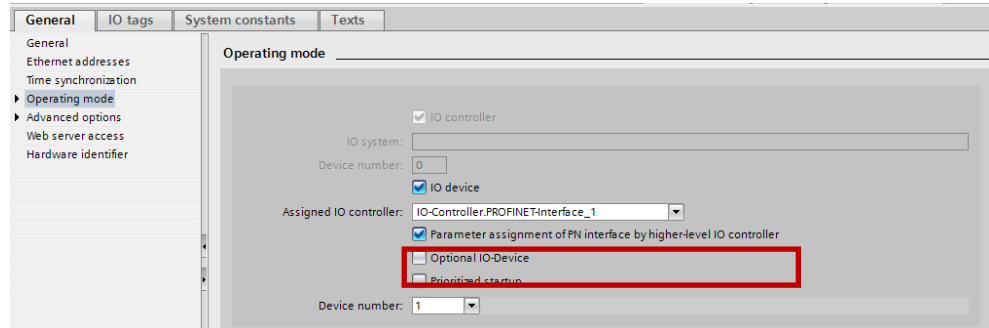 General IO tags System constants Texts
General
Ethernet addresses
Time synchronization
Operating mode
Advanced options
Web server access
Hardware identifier
Operating mode
IO controller
IO system:
Device number: 0
IO device
Assigned IO controller: IO-Controller.PROFINET-Interface_1
Parameter assignment of PN interface by higher-level IO controller
Optional IO-Device
Prioritized startup
Device number: 1